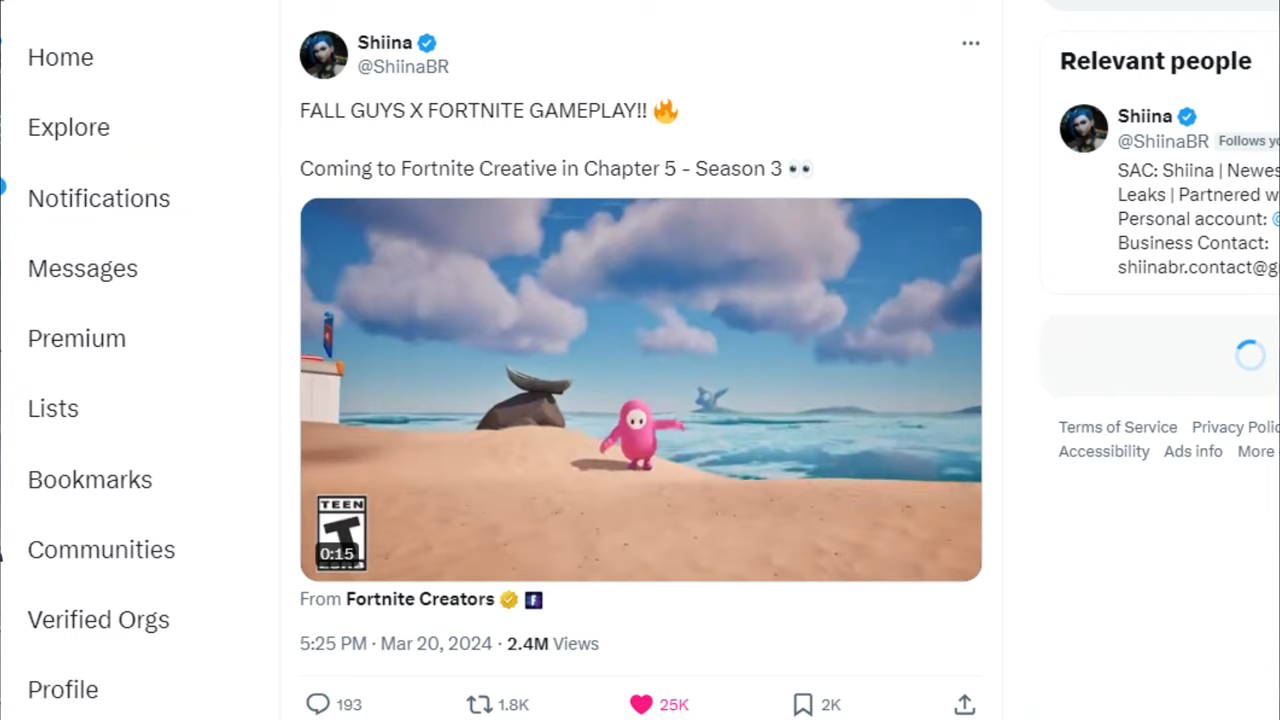 Home
Explore
Notifications
Messages
Premium
Lists
Bookmarks
Communities
Verified Orgs
Profile
Shiina
@ShiinaBR
FALL GUYS X FORTNITE GAMEPLAY!! 🔥
Coming to Fortnite Creative in Chapter 5 - Season 3 👀
TEEN
T
0:15
From Fortnite Creators
5:25 PM · Mar 20, 2024 · 2.4M Views
193 1.8K 25K 2K
Relevant people
Shiina
@ShiinaBR Follows
SAC: Shiina |
Leaks | Partnered
Personal account:
Business Contact:
shiinabr.contact@g
Terms of Service Privacy
Accessibility Ads info More